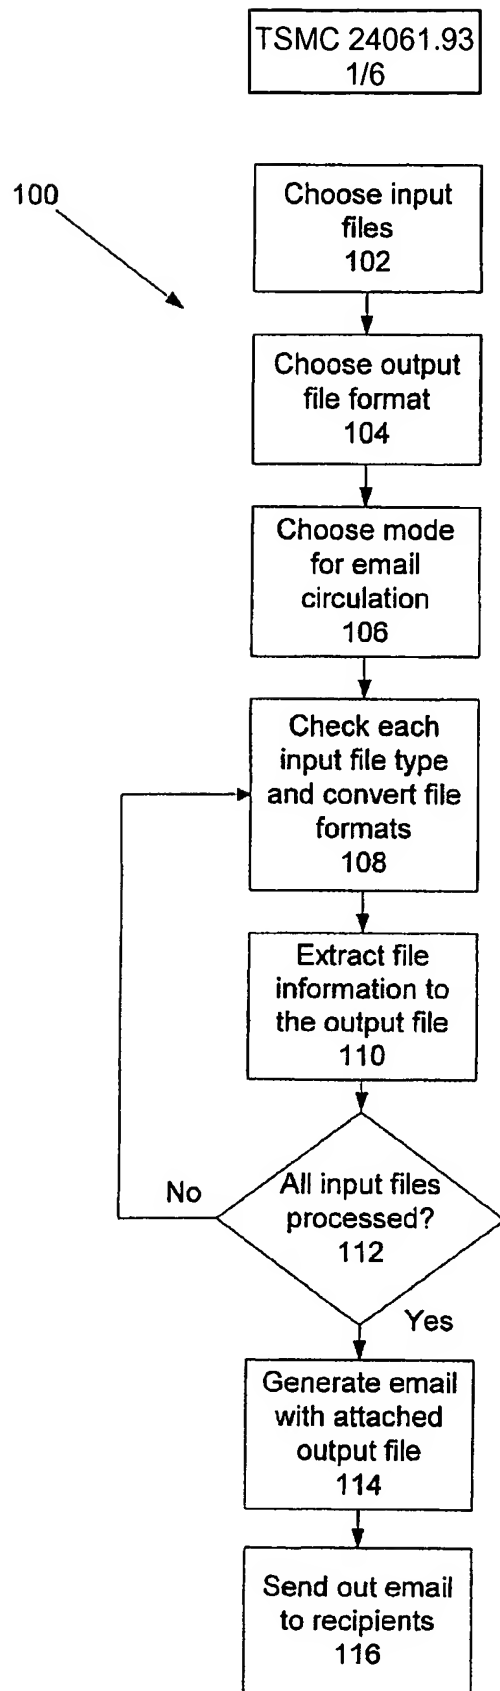 TSMC 24061.93
1/6
100
Choose input
files
102
Choose output
file format
104
Choose mode
for email
circulation
106
Check each
input file type
and convert file
formats
108
Extract file
information to
the output file
110
All input files
processed?
112
No
Yes
Generate email
with attached
output file
114
Send out email
to recipients
116